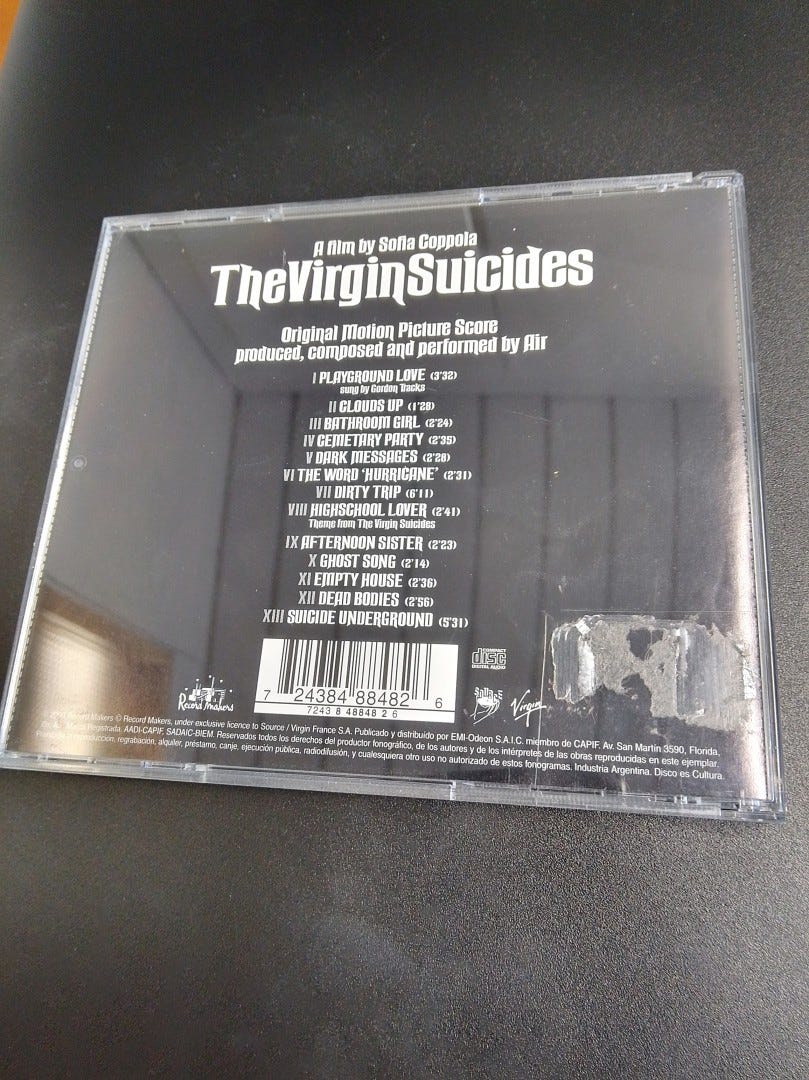 A film by Sofia Coppola
TheVirginSuicides
Original Motion Picture Score
produced, composed and performed by Air
I PLAYGROUND LOVE (3'32)
sung by Gordon Tracks
II CLOUDS UP (1'28)
III BATHROOM GIRL (2'24)
IV CEMETARY PARTY (2'35)
V DARK MESSAGES (2'28)
VI THE WORD 'HURRICANE' (2'31)
VII DIRTY TRIP (6'11)
VIII HIGHSCHOOL LOVER (2'41)
Theme from The Virgin Suicides
IX AFTERNOON SISTER (2'23)
X GHOST SONG (2'14)
XI EMPTY HOUSE (2'36)
XII DEAD BODIES (2'56)
XIII SUICIDE UNDERGROUND (5'31)
7 24384 88482 6
7243 8 48848 2 6
COMPACT
disc
DIGITAL AUDIO
Record Makers
Virgin
Record Makers © Record Makers, under exclusive licence to Source / Virgin France S.A. Publicado y distribuido por EMI-Odeon S.A.I.C. miembro de CAPIF. Av. San Martín 3590, Florida,
Marca Registrada. AADI-CAPIF, SADAIC-BIEM. Reservados todos los derechos del productor fonográfico, de los autores y de los intérpretes de las obras reproducidas en este ejemplar.
reproducción, regrabación, alquiler, préstamo, canje, ejecución pública, radiodifusión, y cualesquiera otro uso no autorizado de estos fonogramas. Industria Argentina. Disco es Cultura.